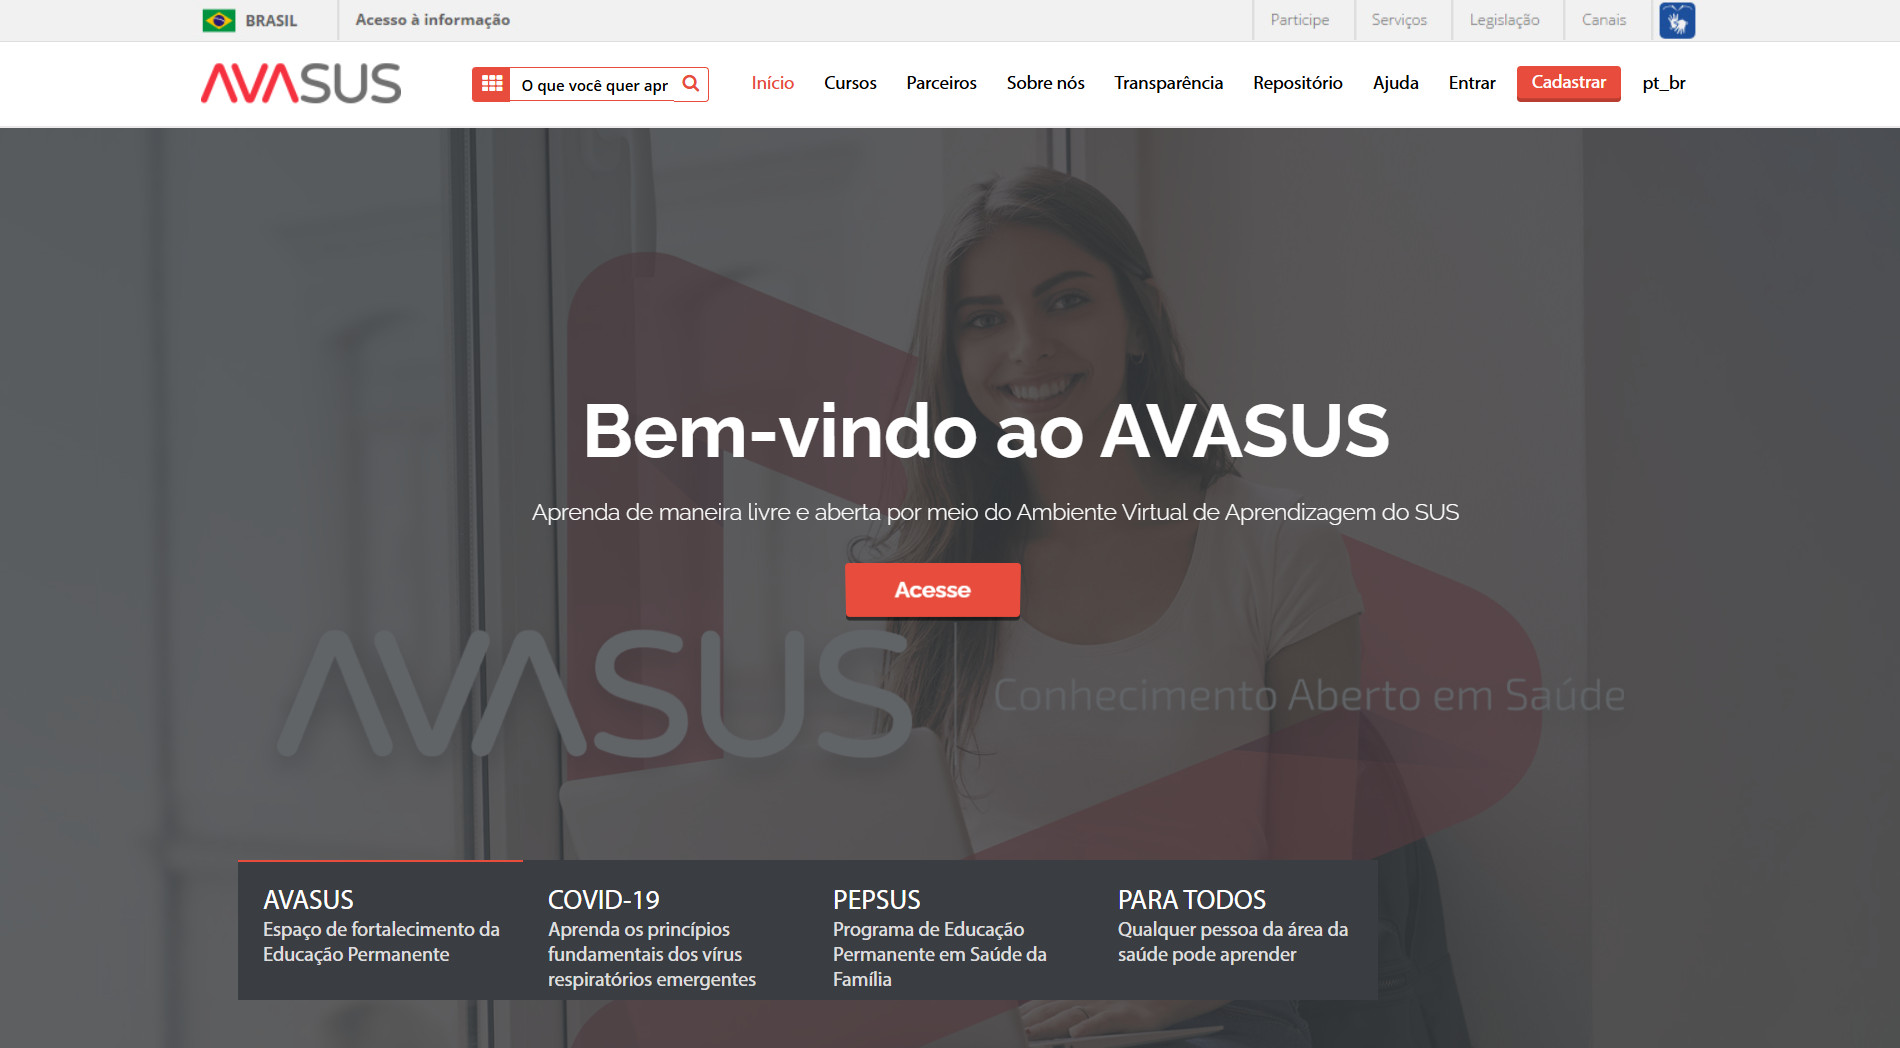 BRASIL
Acesso à informação
Participe
Serviços
Legislação
Canais
AVASUS
O que você quer apr
Início
Cursos
Parceiros
Sobre nós
Transparência
Repositório
Ajuda
Entrar
Cadastrar
pt_br
Bem-vindo ao AVASUS
Aprenda de maneira livre e aberta por meio do Ambiente Virtual de Aprendizagem do SUS
Acesse
AVASUS
Conhecimento Aberto em Saúde
AVASUS
Espaço de fortalecimento da
Educação Permanente
COVID-19
Aprenda os princípios
fundamentais dos vírus
respiratórios emergentes
PEPSUS
Programa de Educação
Permanente em Saúde da
Família
PARA TODOS
Qualquer pessoa da área da
saúde pode aprender